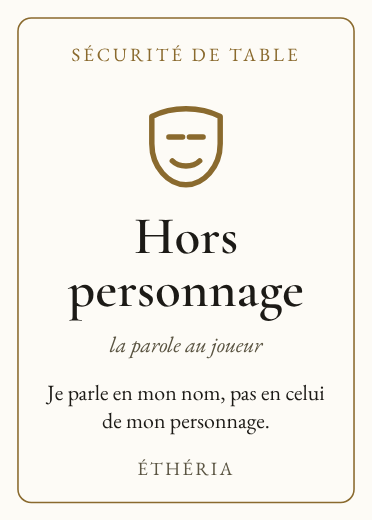 SÉCURITÉ DE TABLE
Hors
personnage
la parole au joueur
Je parle en mon nom, pas en celui
de mon personnage.
ÉTHÉRIA